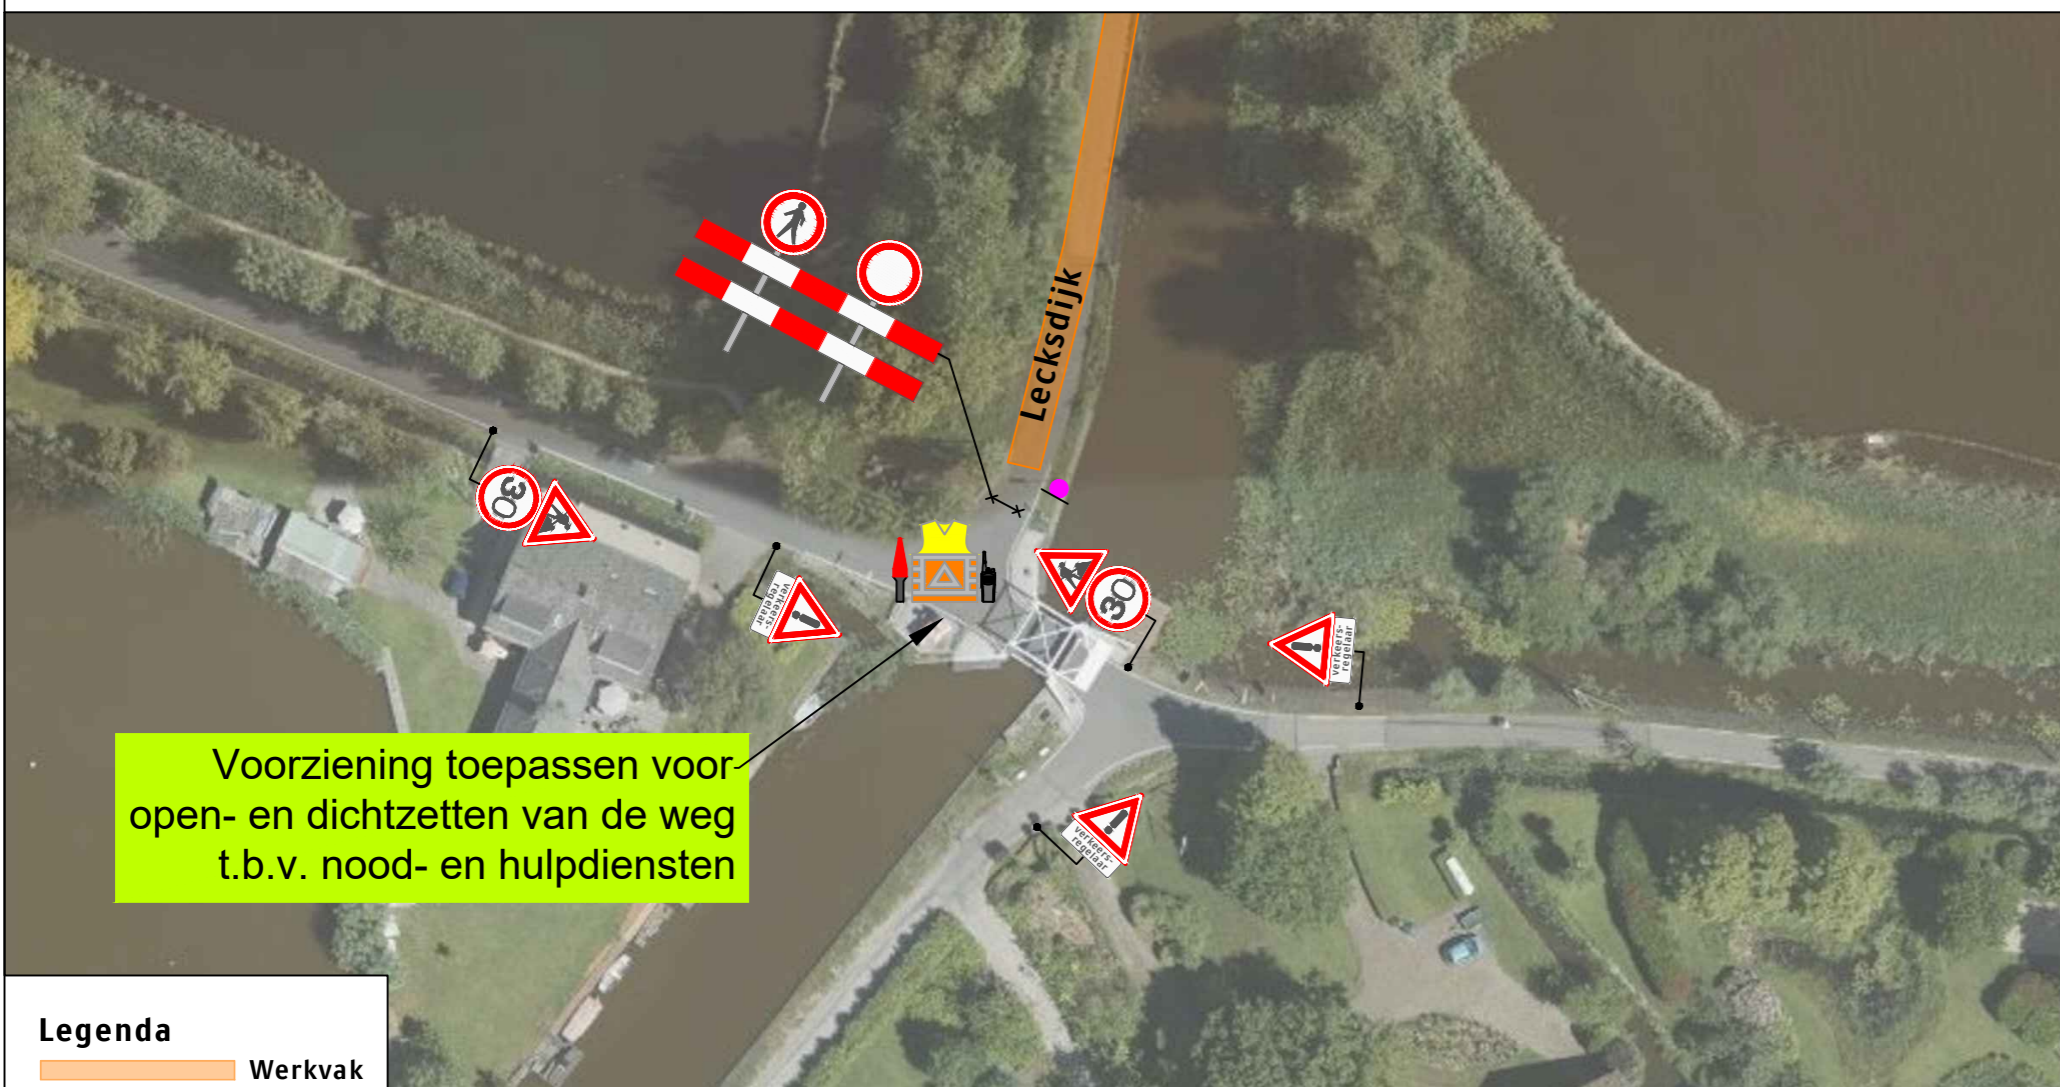 Lecksdijk
30
verkeers-
regelaar
30
verkeers-
regelaar
Voorziening toepassen voor
open- en dichtzetten van de weg
t.b.v. nood- en hulpdiensten
verkeers-
regelaar
Legenda
Werkvak